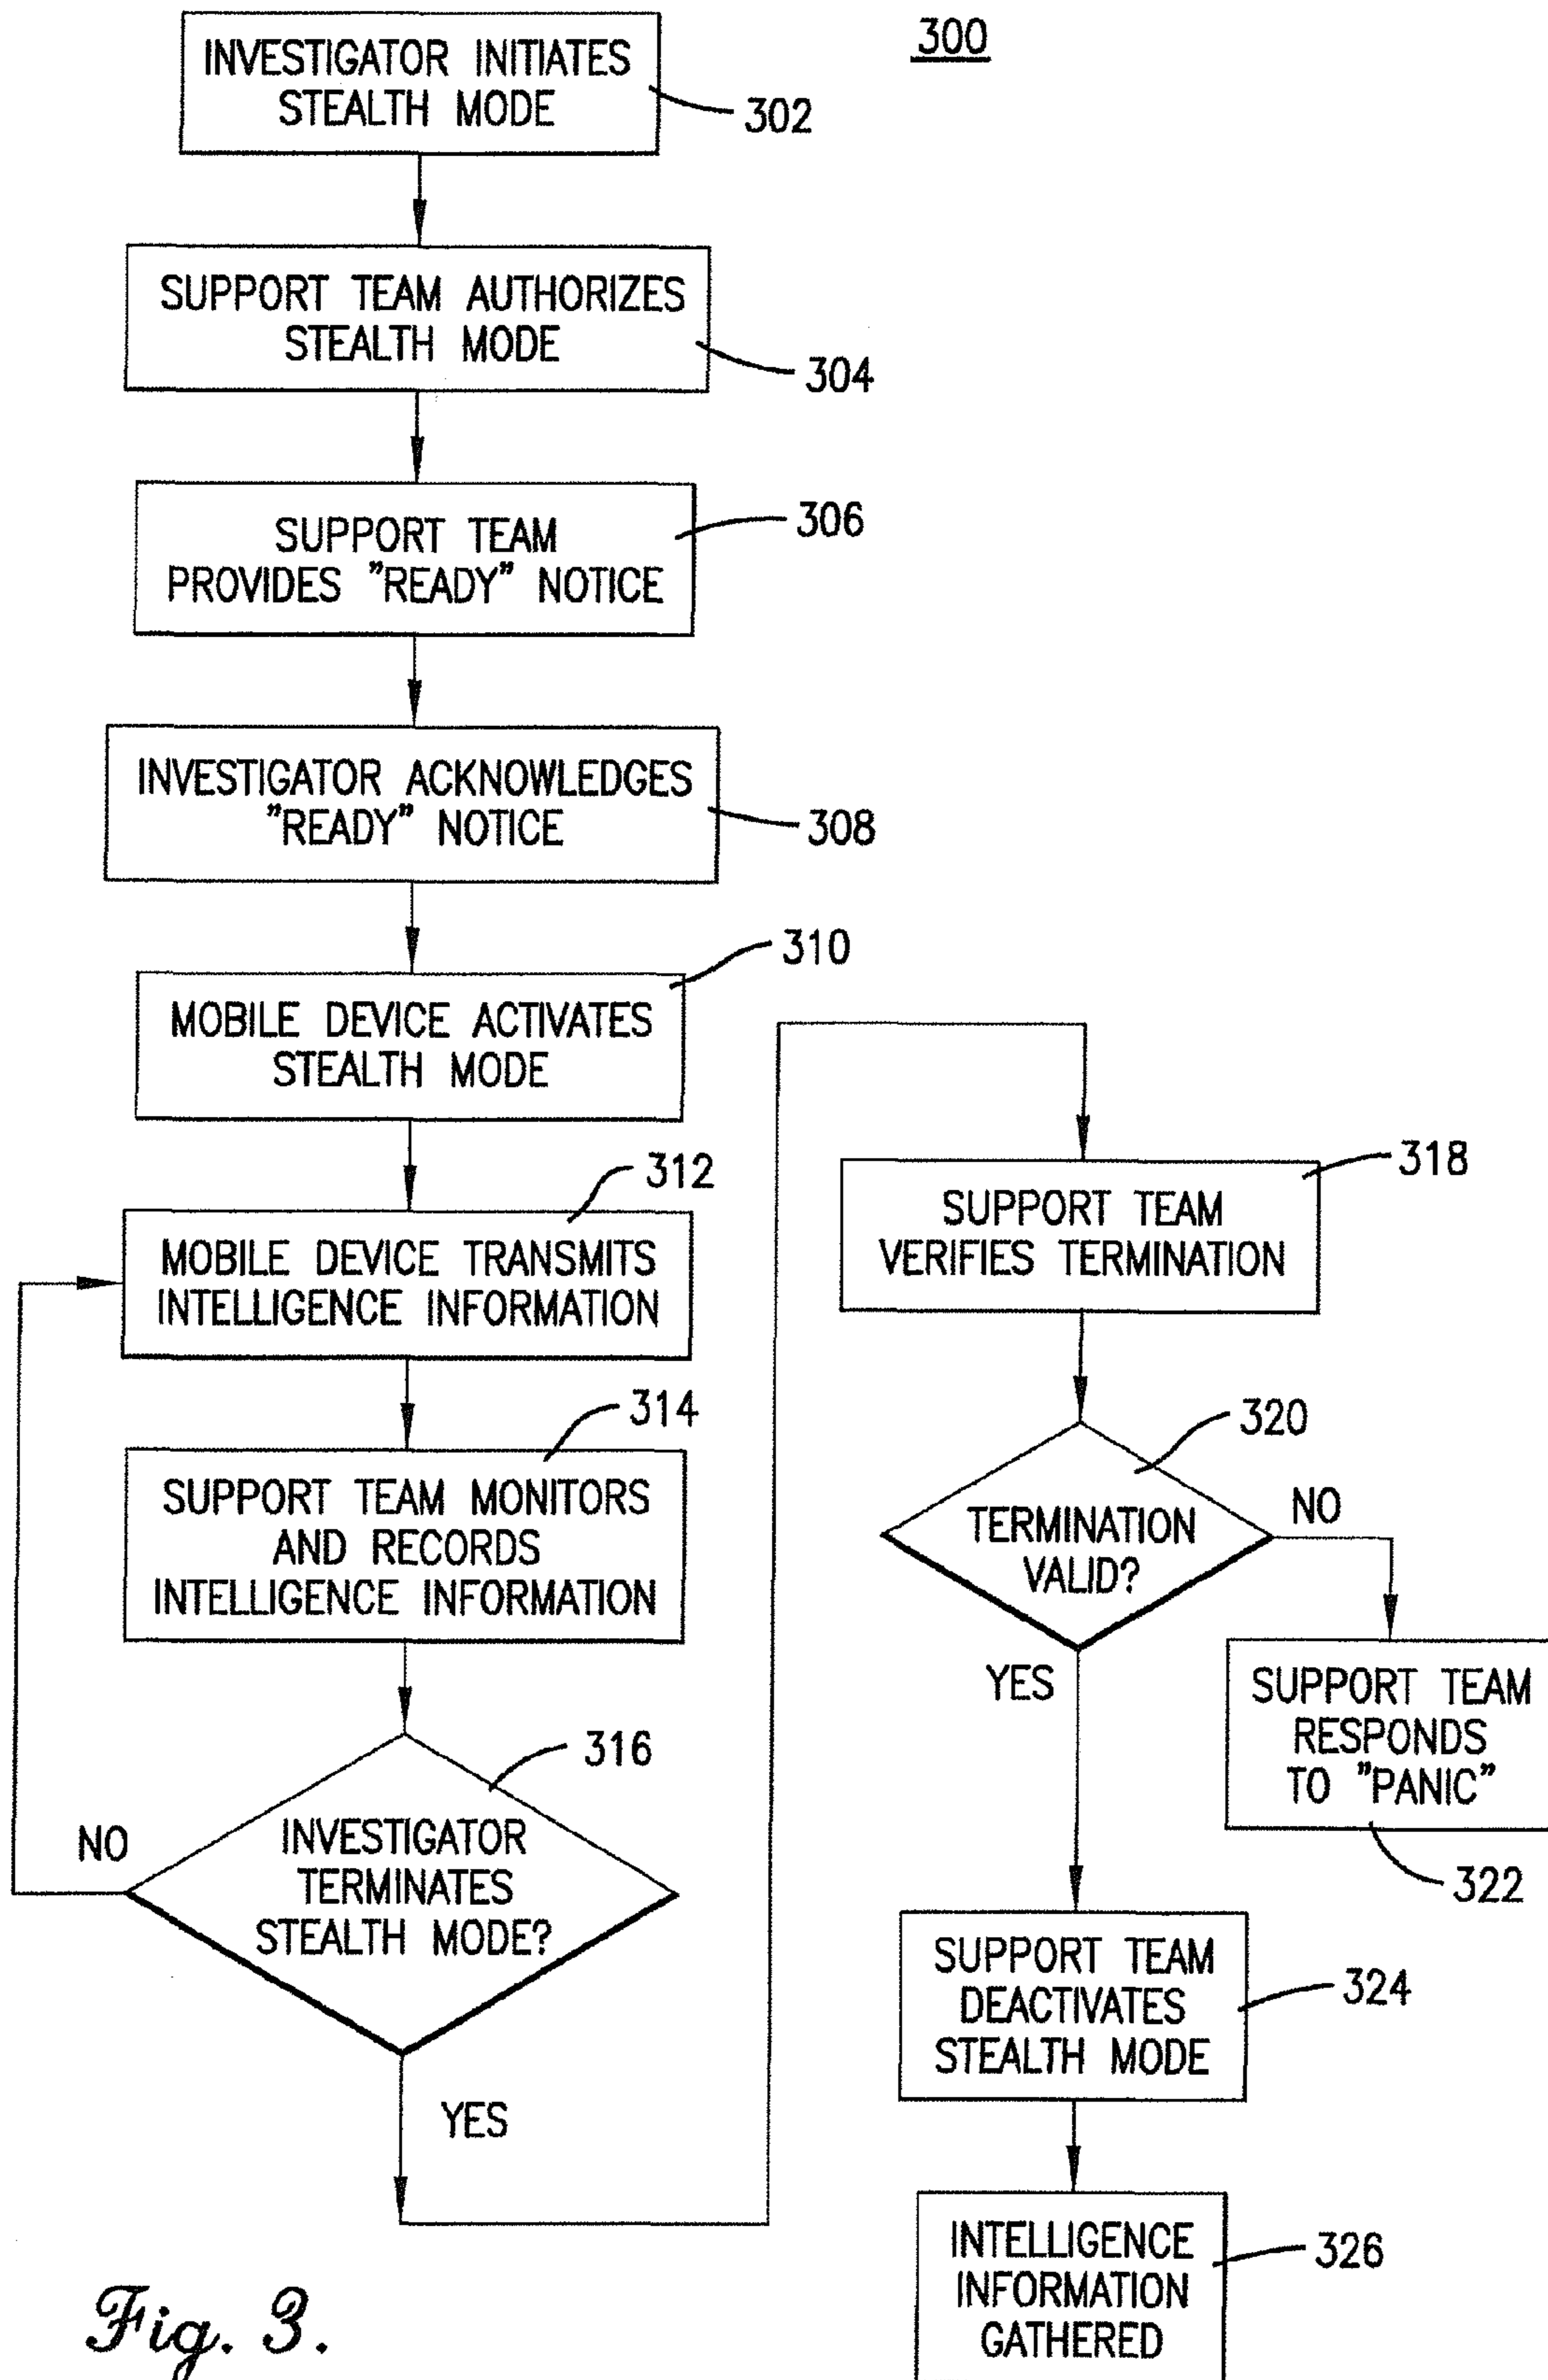 300
INVESTIGATOR INITIATES
STEALTH MODE
302
SUPPORT TEAM AUTHORIZES
STEALTH MODE
304
SUPPORT TEAM
PROVIDES "READY" NOTICE
306
INVESTIGATOR ACKNOWLEDGES
"READY" NOTICE
308
MOBILE DEVICE ACTIVATES
STEALTH MODE
310
MOBILE DEVICE TRANSMITS
INTELLIGENCE INFORMATION
312
SUPPORT TEAM MONITORS
AND RECORDS
INTELLIGENCE INFORMATION
314
INVESTIGATOR
TERMINATES
STEALTH MODE?
316
NO
YES
SUPPORT TEAM
VERIFIES TERMINATION
318
TERMINATION
VALID?
320
NO
YES
SUPPORT TEAM
RESPONDS
TO "PANIC"
322
SUPPORT TEAM
DEACTIVATES
STEALTH MODE
324
INTELLIGENCE
INFORMATION
GATHERED
326
Fig. 3.